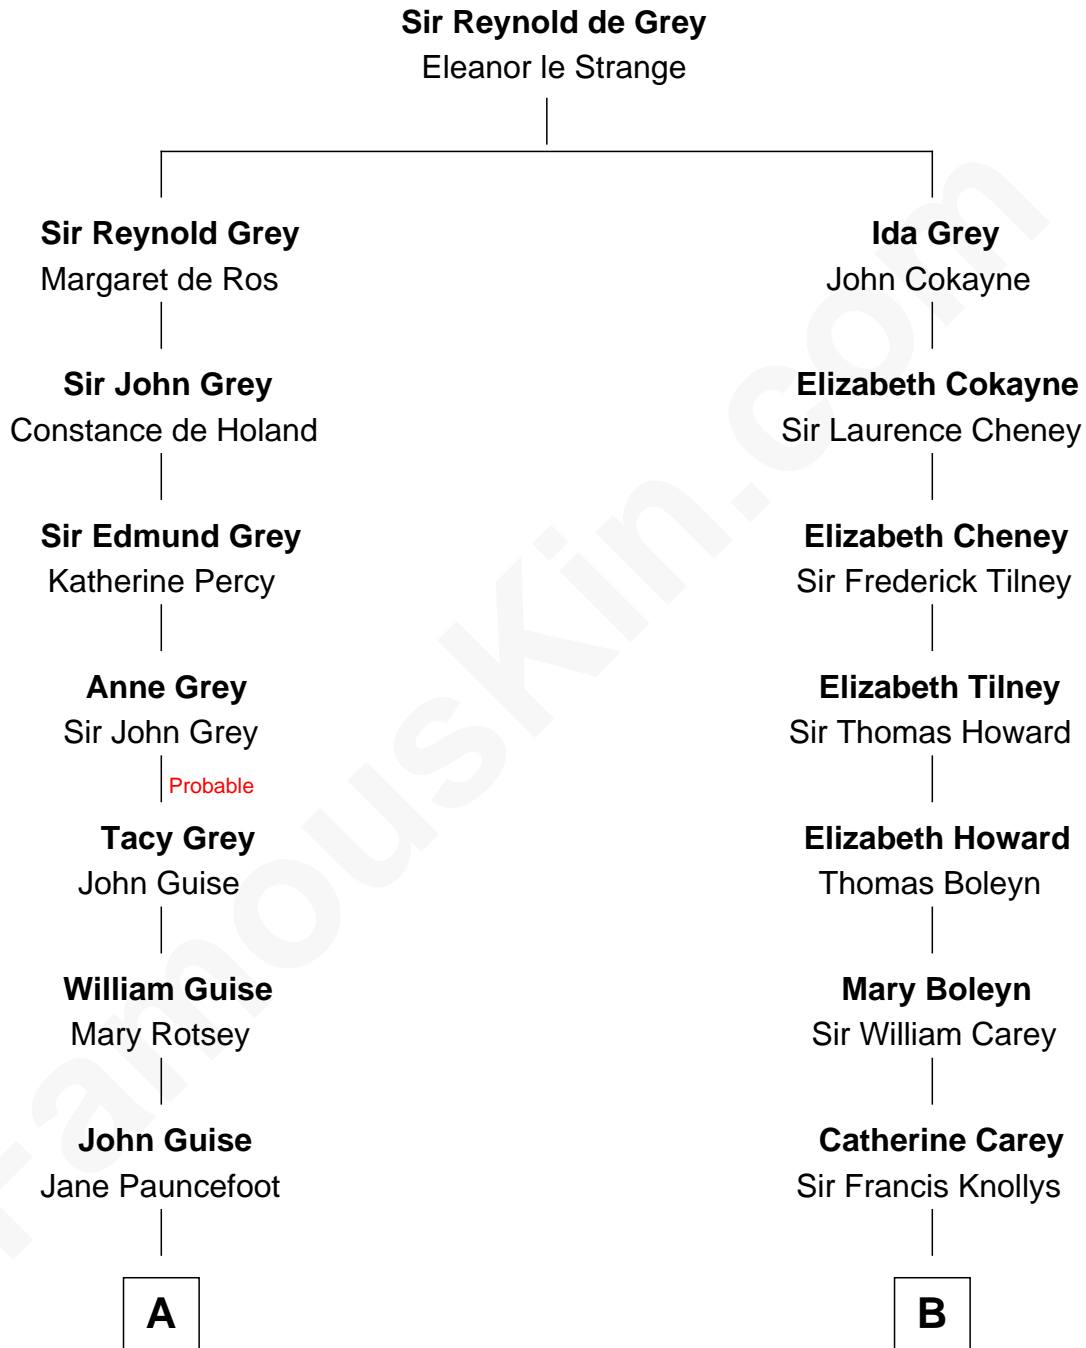 Sir Reynold de Grey
Eleanor le Strange
Sir Reynold Grey
Margaret de Ros
Sir John Grey
Constance de Holand
Sir Edmund Grey
Katherine Percy
Anne Grey
Sir John Grey
Probable
Tacy Grey
John Guise
William Guise
Mary Rotsey
John Guise
Jane Pauncefoot
A
Ida Grey
John Cokayne
Elizabeth Cokayne
Sir Laurence Cheney
Elizabeth Cheney
Sir Frederick Tilney
Elizabeth Tilney
Sir Thomas Howard
Elizabeth Howard
Thomas Boleyn
Mary Boleyn
Sir William Carey
Catherine Carey
Sir Francis Knollys
B
FamousKin.com